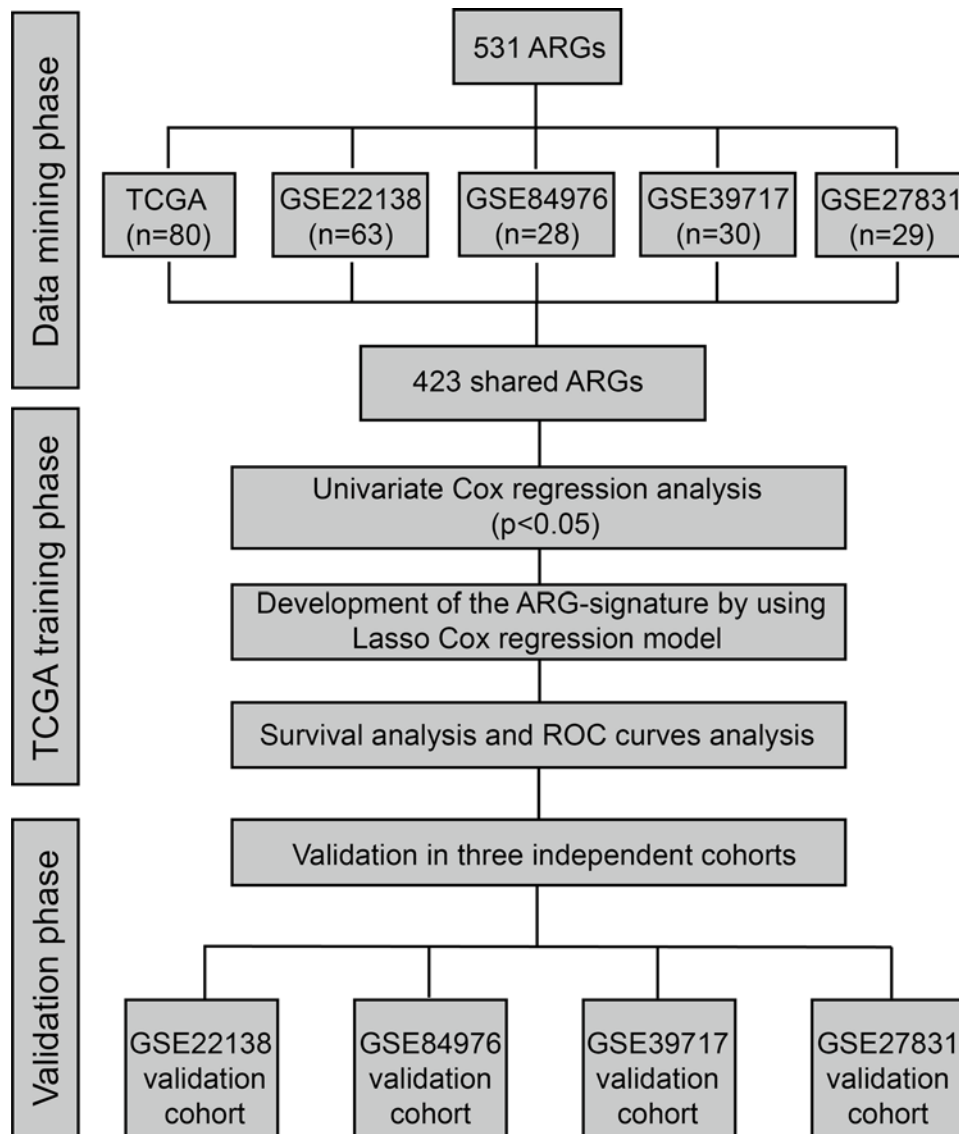 Data mining phase
531 ARGs
TCGA
(n=80)
GSE22138
(n=63)
GSE84976
(n=28)
GSE39717
(n=30)
GSE27831
(n=29)
423 shared ARGs
TCGA training phase
Univariate Cox regression analysis
(p<0.05)
Development of the ARG-signature by using
Lasso Cox regression model
Survival analysis and ROC curves analysis
Validation phase
Validation in three independent cohorts
GSE22138
validation
cohort
GSE84976
validation
cohort
GSE39717
validation
cohort
GSE27831
validation
cohort